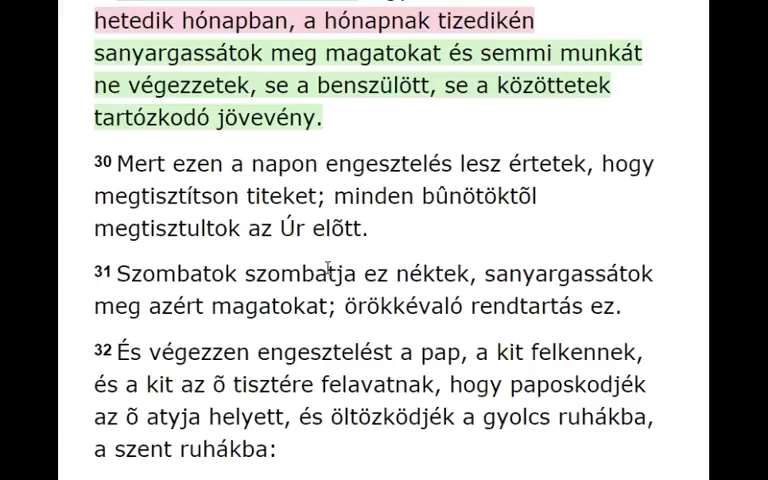 hetedik hónapban, a hónapnak tizedikén
sanyargassátok meg magatokat és semmi munkát
ne végezzetek, se a benszülött, se a közöttetek
tartózkodó jövevény.
30 Mert ezen a napon engesztelés lesz értetek, hogy
megtisztítson titeket; minden bûnötöktõl
megtisztultok az Úr elõtt.
31 Szombatok szombatja ez néktek, sanyargassátok
meg azért magatokat; örökkévaló rendtartás ez.
32 És végezzen engesztelést a pap, a kit felkennek,
és a kit az õ tisztére felavatnak, hogy paposkodjék
az õ atyja helyett, és öltözködjék a gyolcs ruhákba,
a szent ruhákba: